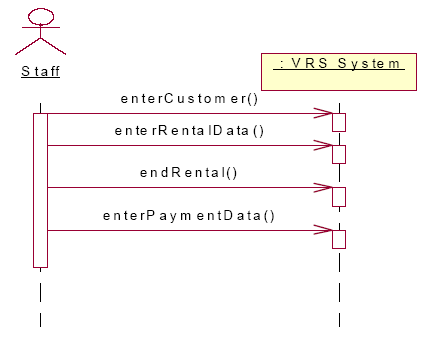 Staff
: VRS System
enterCustomer()
enterRentalData()
endRental()
enterPaymentData()